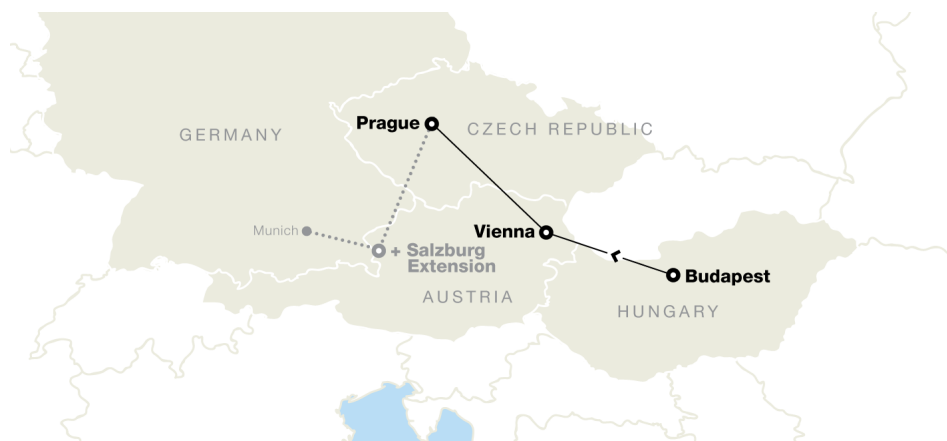 GERMANY
Prague
CZECH REPUBLIC
Munich
Vienna
+ Salzburg
Extension
Budapest
AUSTRIA
HUNGARY